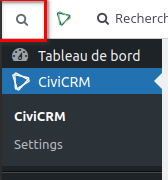 Recherch
Tableau de bord
CiviCRM
CiviCRM
Settings